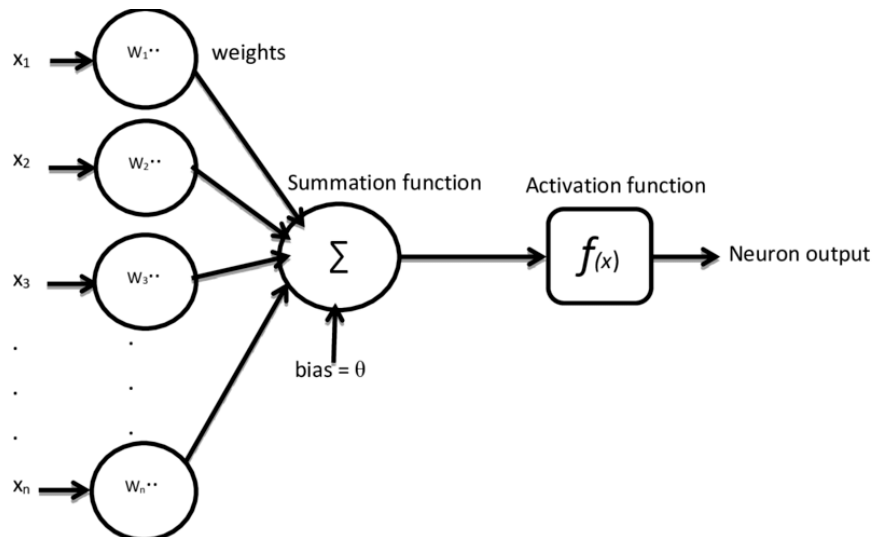 x₁
W₁..
weights
x₂
W₂..
Summation function
Activation function
x₃
W₃..
Σ
f(x)
Neuron output
bias = θ
.
.
.
.
.
.
xₙ
Wₙ..